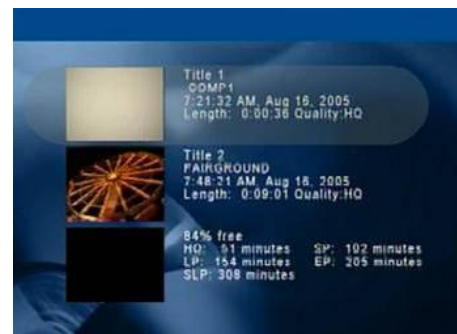 Title 1
COMP1
7:21:32 AM, Aug 16, 2005
Length: 0:00:36 Quality:HQ
Title 2
FAIRGROUND
7:48:21 AM, Aug 16, 2005
Length: 0:09:01 Quality:HQ
84% free
HQ: 51 minutes SP: 102 minutes
LP: 154 minutes EP: 205 minutes
SLP: 308 minutes